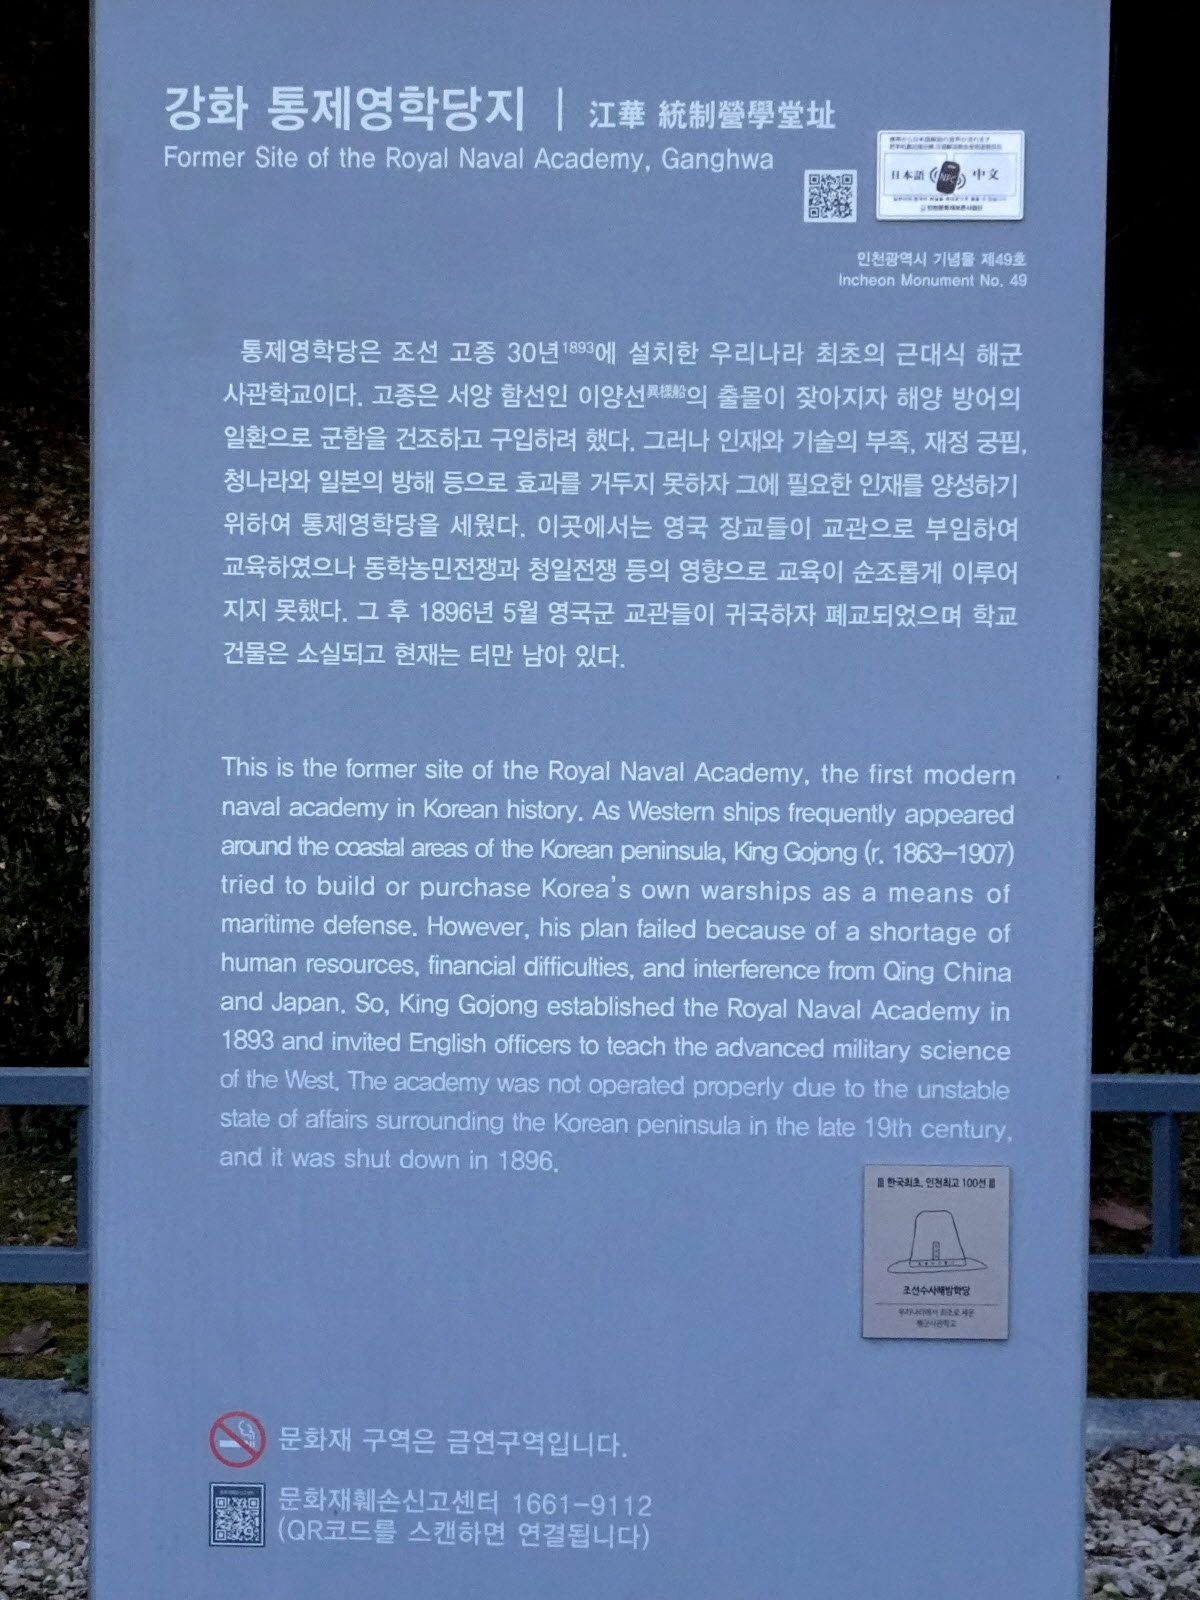 강화 통제영학당지 | 江華 統制營學堂址
Former Site of the Royal Naval Academy, Ganghwa
日本語 NFC 中文
인천광역시 기념물 제49호
Incheon Monument No. 49
통제영학당은 조선 고종 30년1893에 설치한 우리나라 최초의 근대식 해군
사관학교이다. 고종은 서양 함선인 이양선異樣船의 출몰이 잦아지자 해양 방어의
일환으로 군함을 건조하고 구입하려 했다. 그러나 인재와 기술의 부족, 재정 궁핍,
청나라와 일본의 방해 등으로 효과를 거두지 못하자 그에 필요한 인재를 양성하기
위하여 통제영학당을 세웠다. 이곳에서는 영국 장교들이 교관으로 부임하여
교육하였으나 동학농민전쟁과 청일전쟁 등의 영향으로 교육이 순조롭게 이루어
지지 못했다. 그 후 1896년 5월 영국군 교관들이 귀국하자 폐교되었으며 학교
건물은 소실되고 현재는 터만 남아 있다.
This is the former site of the Royal Naval Academy, the first modern
naval academy in Korean history. As Western ships frequently appeared
around the coastal areas of the Korean peninsula, King Gojong (r. 1863-1907)
tried to build or purchase Korea's own warships as a means of
maritime defense. However, his plan failed because of a shortage of
human resources, financial difficulties, and interference from Qing China
and Japan. So, King Gojong established the Royal Naval Academy in
1893 and invited English officers to teach the advanced military science
of the West. The academy was not operated properly due to the unstable
state of affairs surrounding the Korean peninsula in the late 19th century,
and it was shut down in 1896.
한국최초, 인천최고 100선
조선수사해방학당
우리나라에서 최초로 세운
해군사관학교
문화재 구역은 금연구역입니다.
문화재훼손신고센터 1661-9112
(QR코드를 스캔하면 연결됩니다)